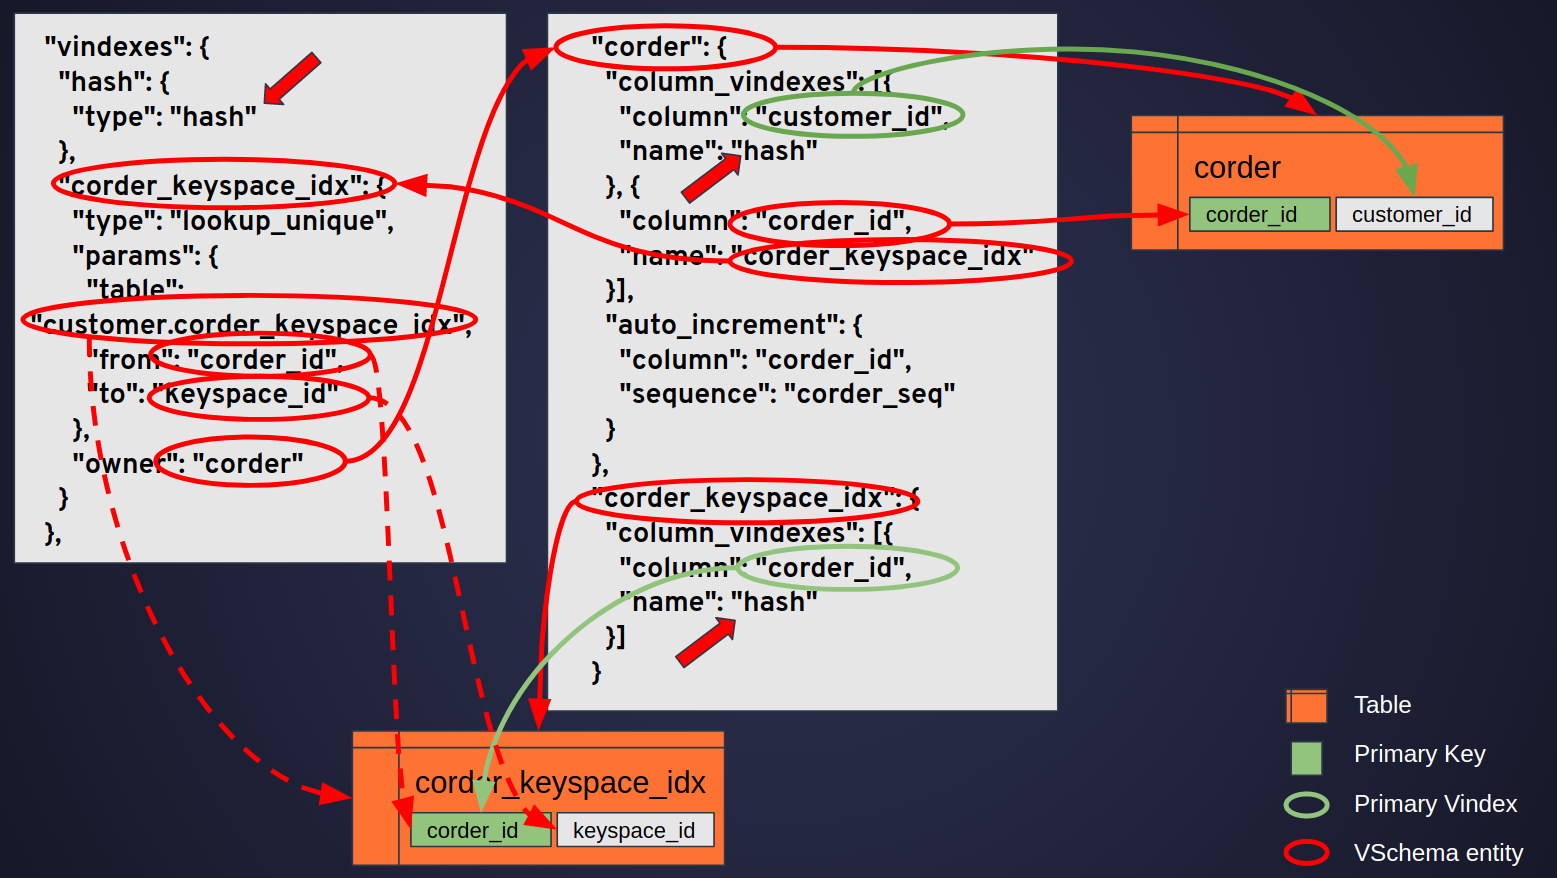 "vindexes": {
"hash": {
"type": "hash"
},
"corder_keyspace_idx": {
"type": "lookup_unique",
"params": {
"table":
"customer.corder_keyspace_idx",
"from": "corder_id",
"to": "keyspace_id"
},
"owner": "corder"
}
},
"corder": {
"column_vindexes": [{
"column": "customer_id",
"name": "hash"
}, {
"column": "corder_id",
"name": "corder_keyspace_idx"
}],
"auto_increment": {
"column": "corder_id",
"sequence": "corder_seq"
}
},
"corder_keyspace_idx": {
"column_vindexes": [{
"column": "corder_id",
"name": "hash"
}]
}
corder
corder_id
customer_id
corder_keyspace_idx
corder_id
keyspace_id
Table
Primary Key
Primary Vindex
VSchema entity